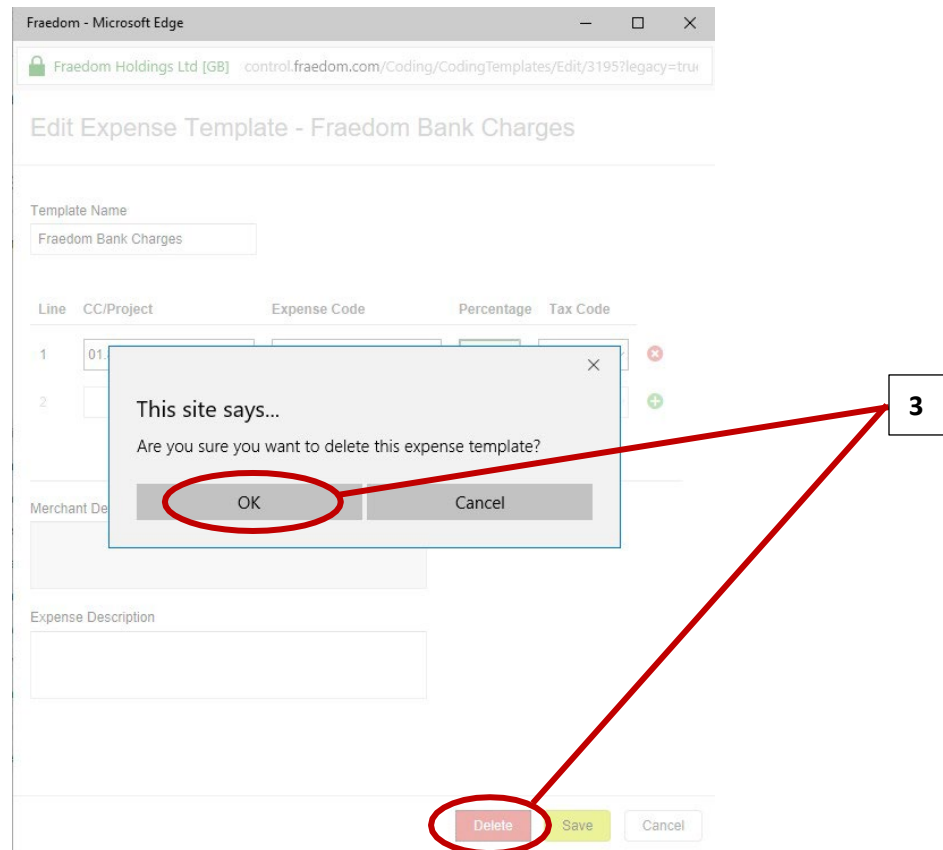 Fraedom - Microsoft Edge
Fraedom Holdings Ltd [GB] control.fraedom.com/Coding/CodingTemplates/Edit/3195?legacy=true
Edit Expense Template - Fraedom Bank Charges
Template Name
Fraedom Bank Charges
Line CC/Project Expense Code Percentage Tax Code
1 01.
2
3
This site says...
Are you sure you want to delete this expense template?
OK Cancel
Merchant De
Expense Description
Delete Save Cancel